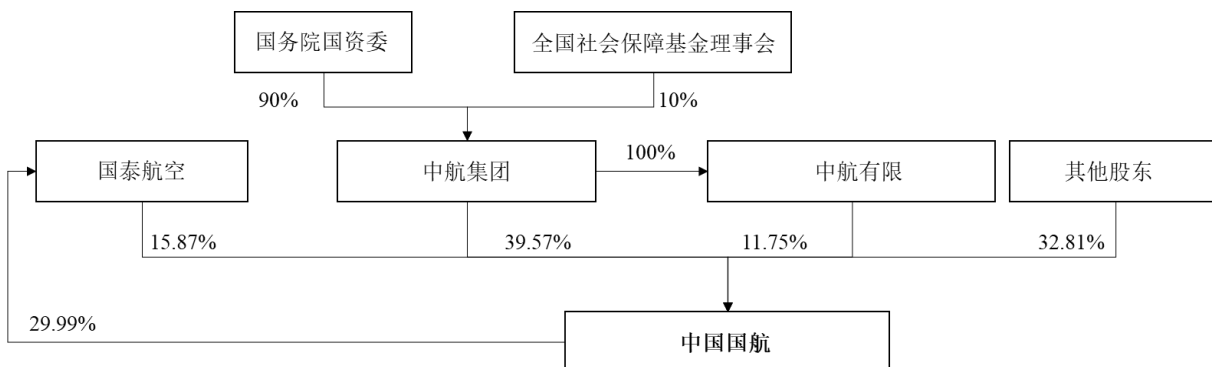 国务院国资委
全国社会保障基金理事会
90%
10%
国泰航空
中航集团
100%
中航有限
其他股东
15.87%
39.57%
11.75%
32.81%
29.99%
中国国航